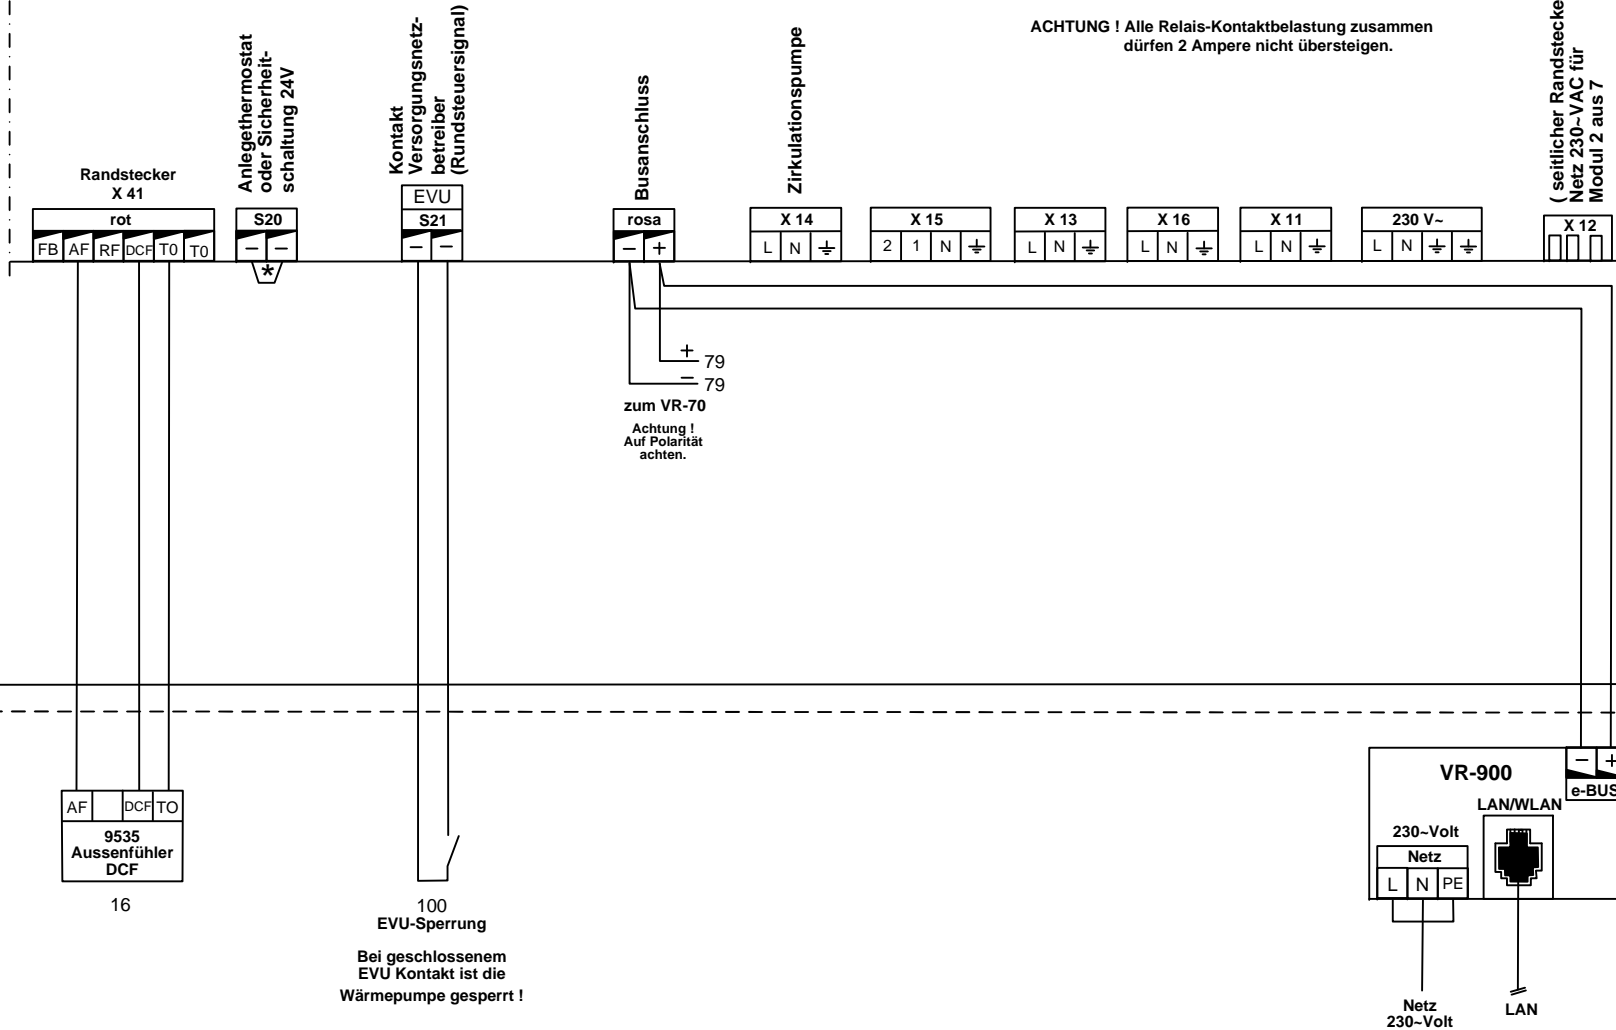 ACHTUNG ! Alle Relais-Kontaktbelastung zusammen
dürfen 2 Ampere nicht übersteigen.
Anlegethermostat
oder Sicherheit-
schaltung 24V
Kontakt
Versorgungsnetz-
betreiber
(Rundsteuersignal)
Busanschluss
Zirkulationspumpe
( seitlicher Randstecke
Netz 230~VAC für
Modul 2 aus 7
Randstecker
X 41
rot
FB AF RF DCF T0 T0
S20
− −
*
EVU
S21
− −
rosa
− +
X 14
L N
X 15
2 1 N
X 13
L N
X 16
L N
X 11
L N
230 V~
L N
X 12
+ 79
− 79
zum VR-70
Achtung !
Auf Polarität
achten.
AF DCF TO
9535
Aussenfühler
DCF
16
100
EVU-Sperrung
Bei geschlossenem
EVU Kontakt ist die
Wärmepumpe gesperrt !
VR-900
− +
e-BUS
LAN/WLAN
230~Volt
Netz
L N PE
Netz
230~Volt
LAN